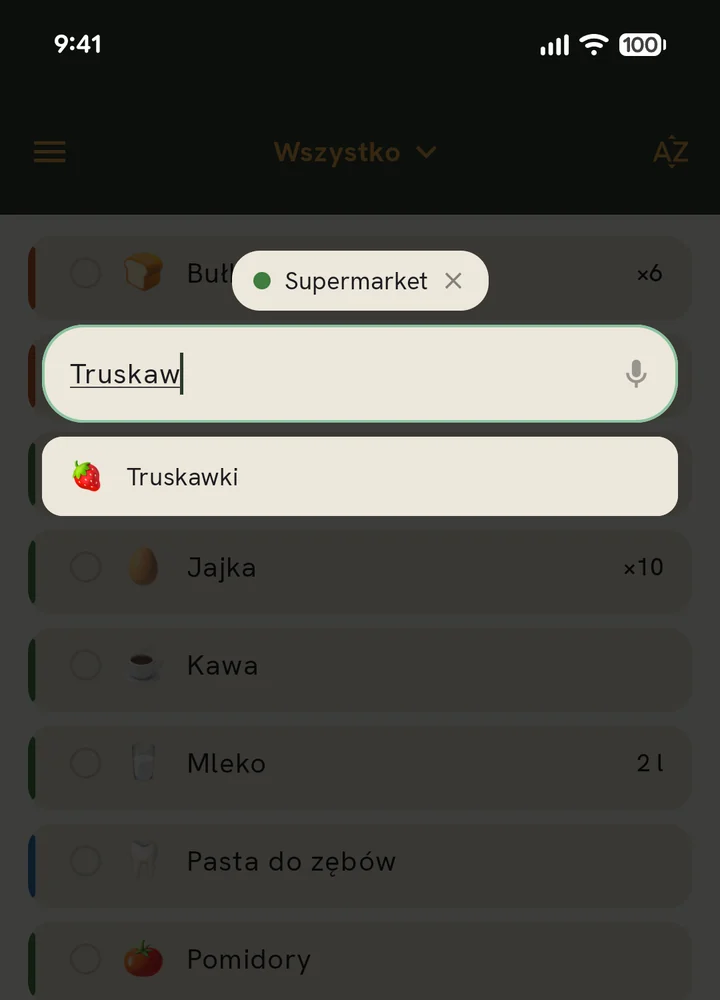 9:41
100
Wszystko
AZ
×6
Supermarket
Truskaw
Truskawki
Jajka ×10
Kawa
Mleko 2 l
Pasta do zębów
Pomidory